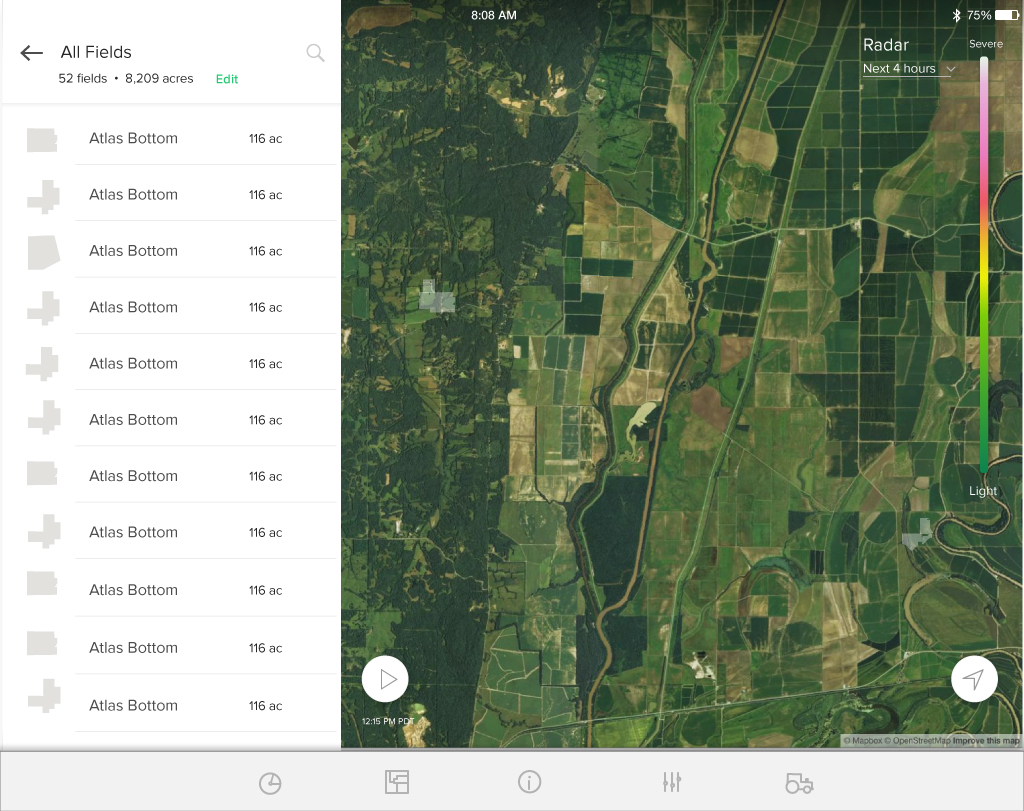 8:08 AM
75%
All Fields
52 fields • 8,209 acres Edit
Atlas Bottom 116 ac
Atlas Bottom 116 ac
Atlas Bottom 116 ac
Atlas Bottom 116 ac
Atlas Bottom 116 ac
Atlas Bottom 116 ac
Atlas Bottom 116 ac
Atlas Bottom 116 ac
Atlas Bottom 116 ac
Atlas Bottom 116 ac
Atlas Bottom 116 ac
Radar
Next 4 hours
Severe
Light
12:15 PM PDT
© Mapbox © OpenStreetMap Improve this map